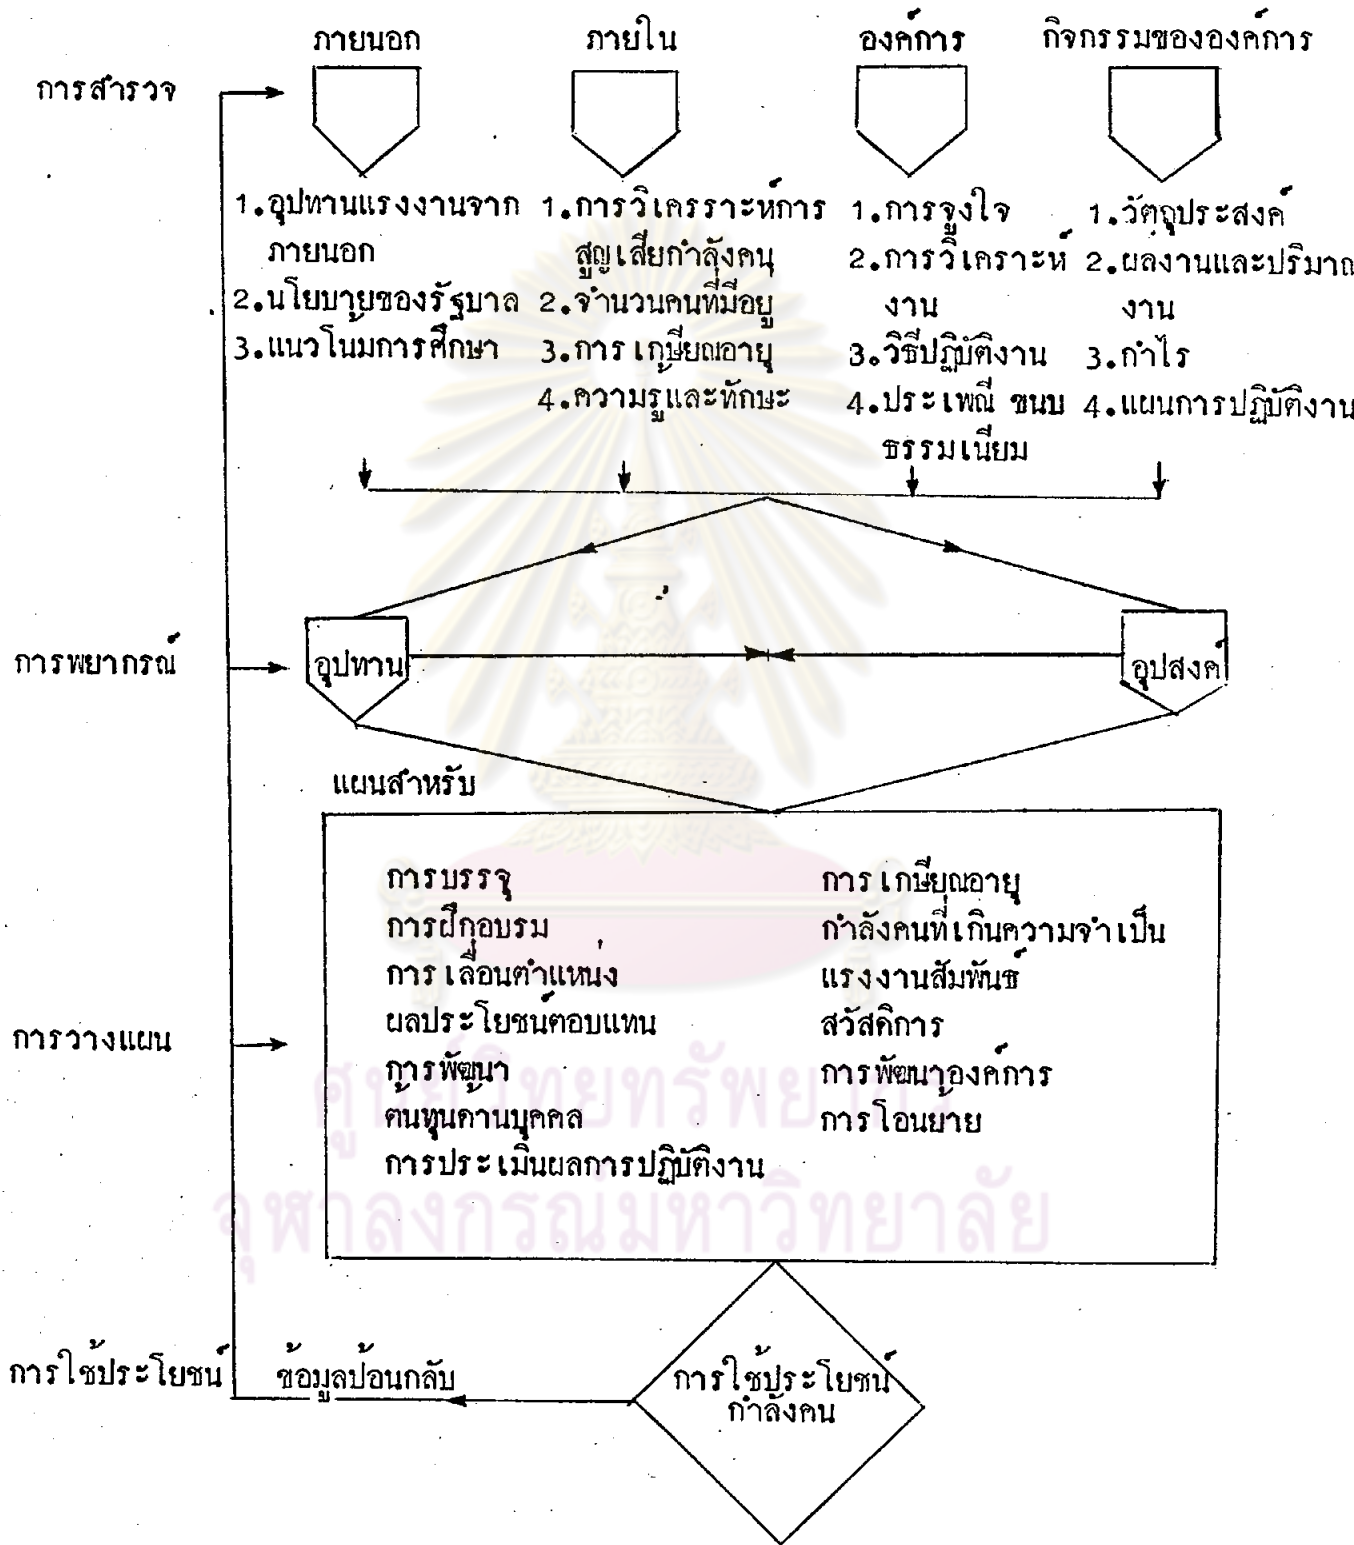 ภายนอก ภายใน องค์การ กิจกรรมขององค์การ
การสำรวจ
1.อุปทานแรงงานจาก 1.การวิเครราะห์การ 1.การจูงใจ 1.วัตถุประสงค์
ภายนอก สูญเสียกำลังคน 2.การวิเคราะห์ 2.ผลงานและปริมาณ
2.นโยบายของรัฐบาล 2.จำนวนคนที่มีอยู่ งาน งาน
3.แนวโน้มการศึกษา 3.การเกษียณอายุ 3.วิธีปฏิบัติงาน 3.กำไร
4.ความรู้และทักษะ 4.ประเพณี ขนบ 4.แผนการปฏิบัติงาน
ธรรมเนียม
การพยากรณ์ อุปทาน อุปสงค์
แผนสำหรับ
การบรรจุ การเกษียณอายุ
การฝึกอบรม กำลังคนที่เกินความจำเป็น
การเลื่อนตำแหน่ง แรงงานสัมพันธ์
ผลประโยชน์ตอบแทน สวัสดิการ
การวางแผน
การพัฒนา การพัฒนาองค์การ
ต้นทุนด้านบุคคล การโอนย้าย
การประเมินผลการปฏิบัติงาน
ศูนย์วิทยทรัพยากร
จุฬาลงกรณ์มหาวิทยาลัย
การใช้ประโยชน์ ข้อมูลป้อนกลับ การใช้ประโยชน์
กำลังคน